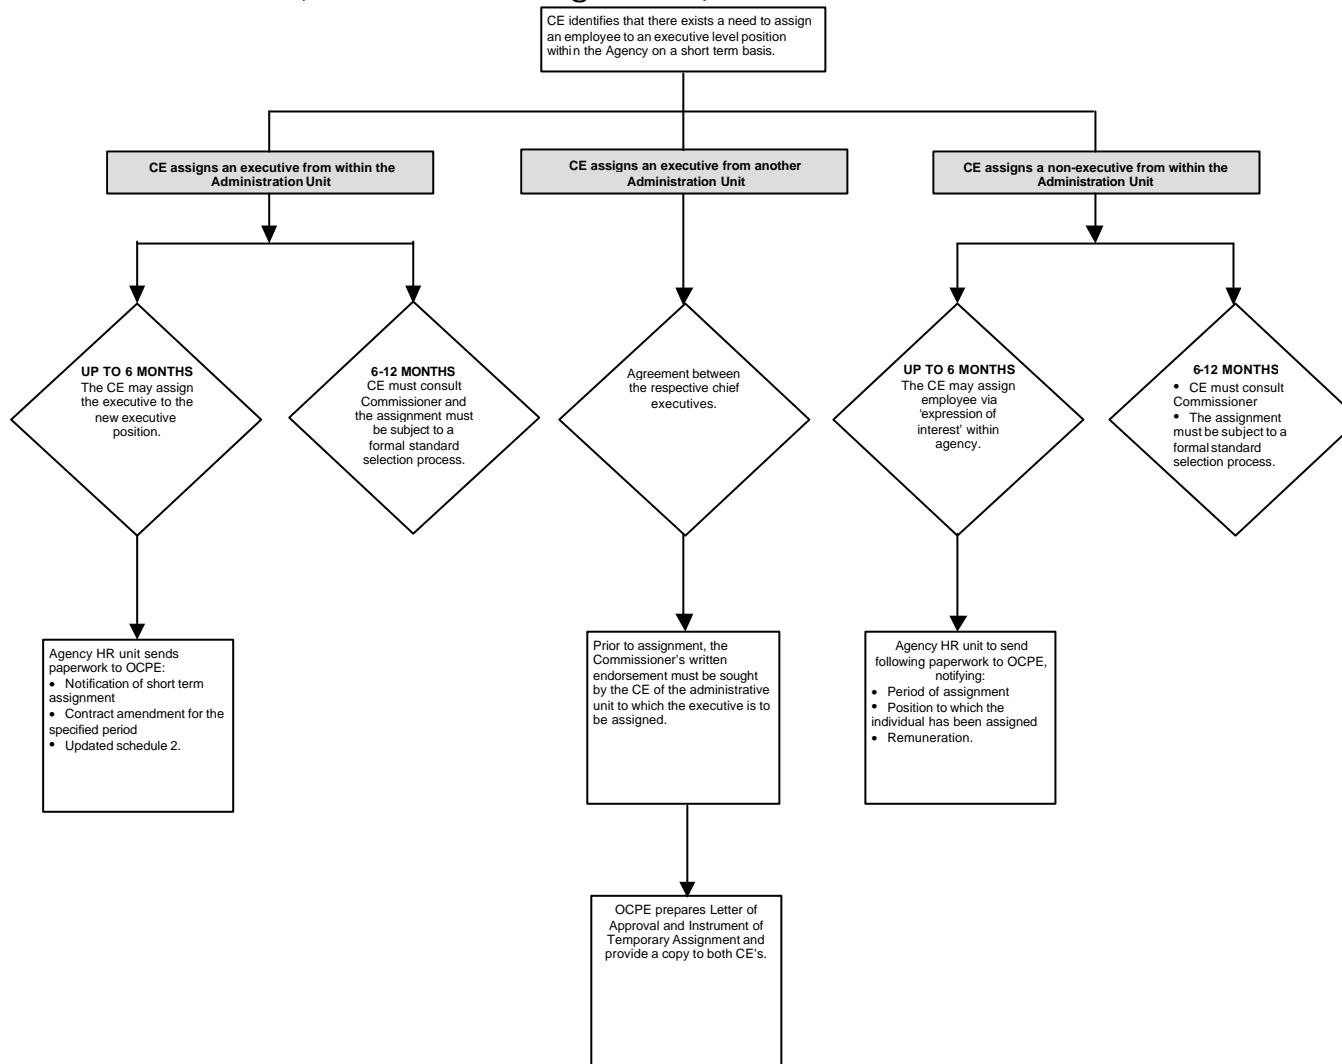 CE identifies that there exists a need to assign
an employee to an executive level position
within the Agency on a short term basis.
CE assigns an executive from within the
Administration Unit
CE assigns an executive from another
Administration Unit
CE assigns a non-executive from within the
Administration Unit
UP TO 6 MONTHS
The CE may assign
the executive to the
new executive
position.
6-12 MONTHS
CE must consult
Commissioner and
the assignment must
be subject to a
formal standard
selection process.
Agreement between
the respective chief
executives.
UP TO 6 MONTHS
The CE may assign
employee via
‘expression of
interest’ within
agency.
6-12 MONTHS
• CE must consult
Commissioner
• The assignment
must be subject to a
formal standard
selection process.
Agency HR unit sends
paperwork to OCPE:
• Notification of short term
assignment
• Contract amendment for the
specified period
• Updated schedule 2.
Prior to assignment, the
Commissioner’s written
endorsement must be sought
by the CE of the administrative
unit to which the executive is to
be assigned.
Agency HR unit to send
following paperwork to OCPE,
notifying:
• Period of assignment
• Position to which the
individual has been assigned
• Remuneration.
OCPE prepares Letter of
Approval and Instrument of
Temporary Assignment and
provide a copy to both CE’s.